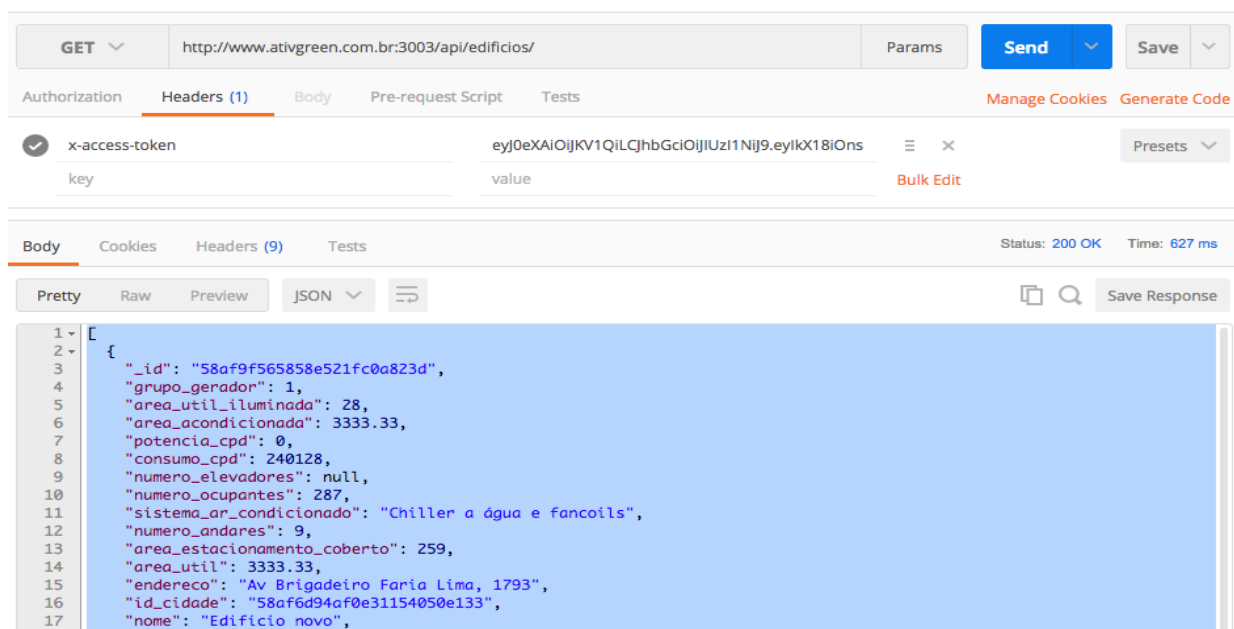 GET http://www.ativgreen.com.br:3003/api/edificios/ Params Send Save
Authorization Headers (1) Body Pre-request Script Tests Manage Cookies Generate Code
x-access-token eyJ0eXAiOiJKV1QiLCJhbGciOiJIUzI1NiJ9.eyIkX18iOns Presets
key value Bulk Edit
Body Cookies Headers (9) Tests Status: 200 OK Time: 627 ms
Pretty Raw Preview JSON Save Response
1 [
2 {
3 "_id": "58af9f565858e521fc0a823d",
4 "grupo_gerador": 1,
5 "area_util_iluminada": 28,
6 "area_acondicionada": 3333.33,
7 "potencia_cpd": 0,
8 "consumo_cpd": 240128,
9 "numero_elevadores": null,
10 "numero_ocupantes": 287,
11 "sistema_ar_condicionado": "Chiller a água e fancoils",
12 "numero_andares": 9,
13 "area_estacionamento_coberto": 259,
14 "area_util": 3333.33,
15 "endereco": "Av Brigadeiro Faria Lima, 1793",
16 "id_cidade": "58af6d94af0e31154050e133",
17 "nome": "Edificio novo",